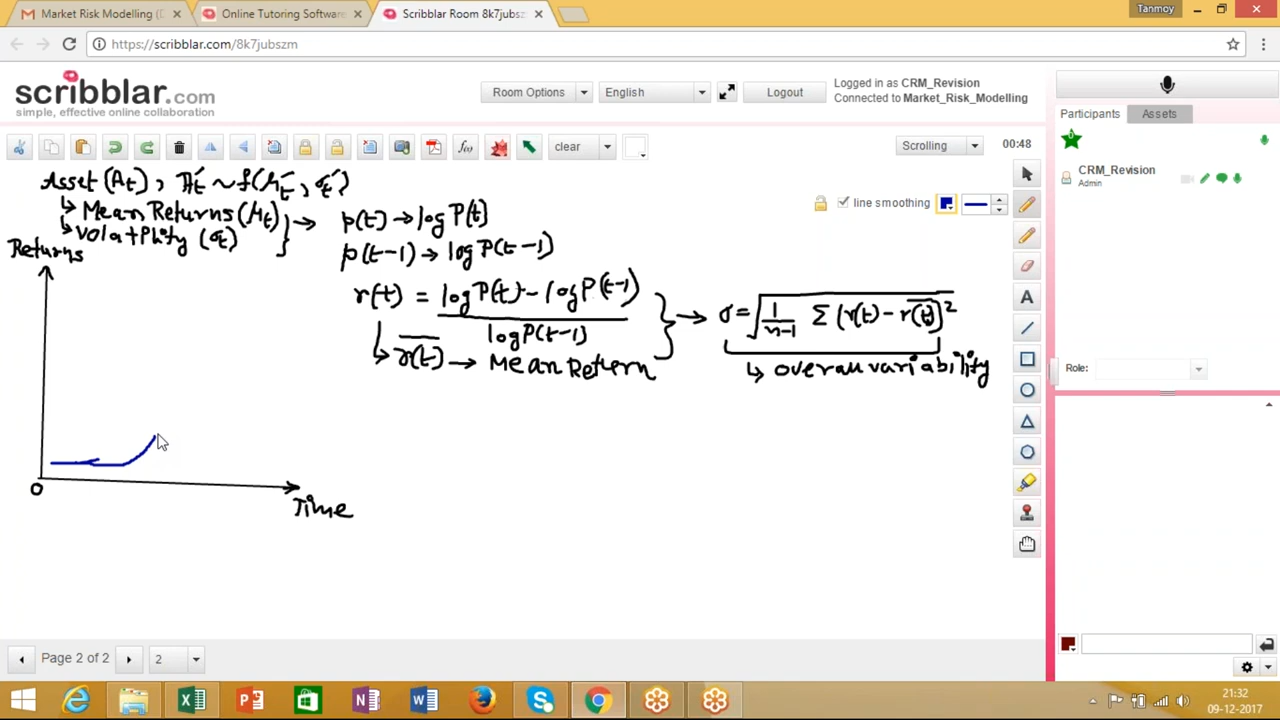 Market Risk Modelling (D
Online Tutoring Software
Scribblar Room 8k7jubs
Tanmoy
https://scribblar.com/8k7jubszm
scribblar.com
simple, effective online collaboration
Room Options
English
Logout
Logged in as CRM_Revision
Connected to Market_Risk_Modelling
f(x)
clear
Scrolling
00:48
line smoothing
Participants
Assets
CRM_Revision
Admin
Role:
Asset (At), πt ~ f(μt, σt)
↳ Mean Returns (μt)
↳ Volatility (σt)
p(t) → log P(t)
p(t-1) → log P(t-1)
Returns
r(t) = log P(t) - log P(t-1)
log P(t-1)
↳ r(t) → Mean Return
σ = √ 1/n-1 Σ (r(t) - r(t))²
↳ overall variability
0
Time
Page 2 of 2
2
21:32
09-12-2017